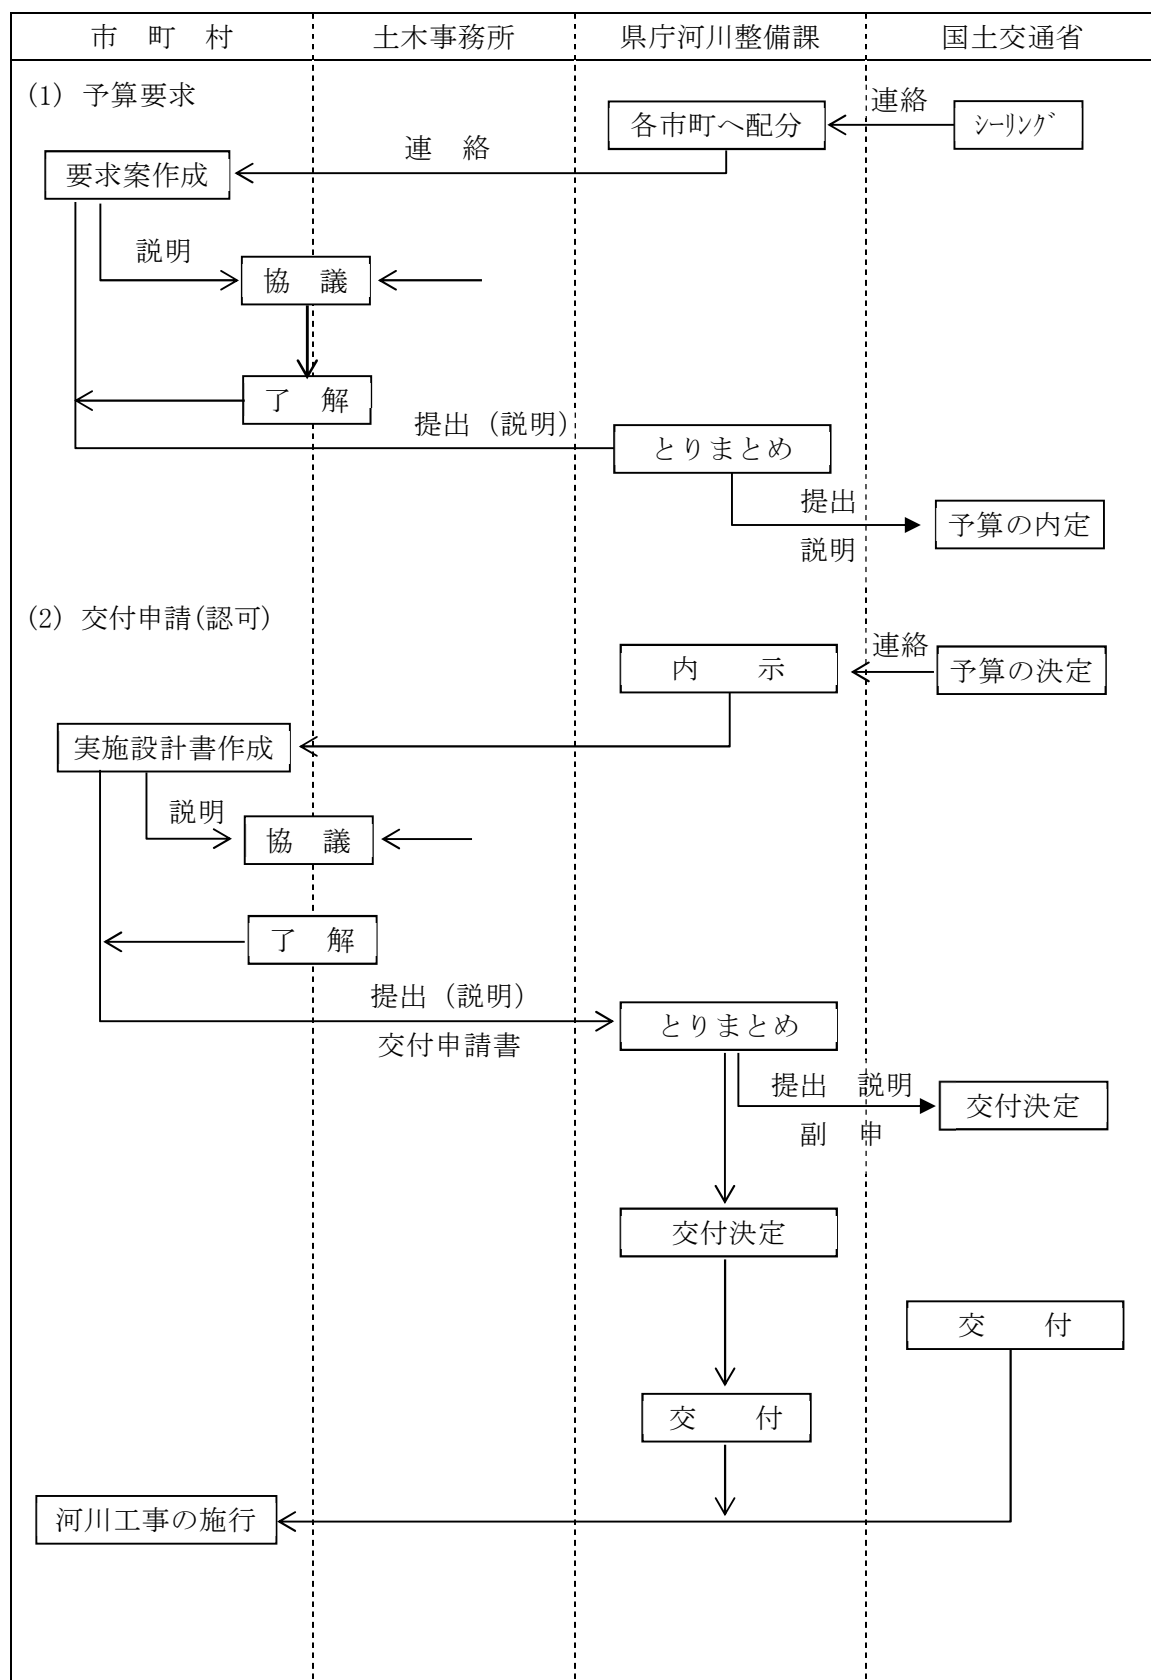 市　町　村
土木事務所
県庁河川整備課
国土交通省
(1) 予算要求
各市町へ配分
連絡
ｼｰﾘﾝｸﾞ
連　絡
要求案作成
説明
協　議
了　解
提出 (説明)
とりまとめ
提出
説明
予算の内定
(2) 交付申請(認可)
内　　示
連絡
予算の決定
実施設計書作成
説明
協　議
了　解
提出 (説明)
交付申請書
とりまとめ
提出　説明
副　申
交付決定
交付決定
交　　付
交　　付
河川工事の施行